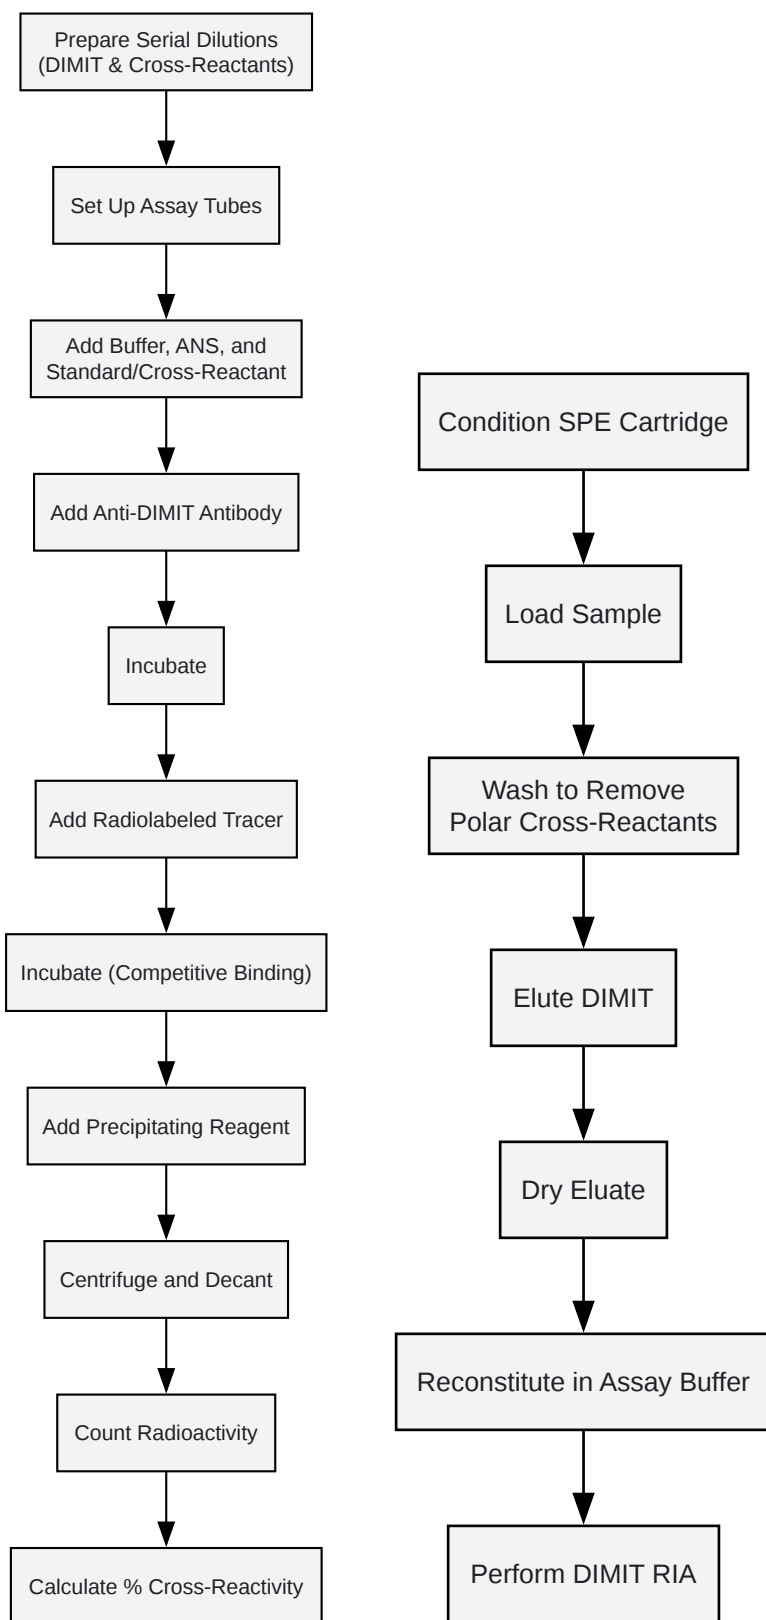 Prepare Serial Dilutions
(DIMIT & Cross-Reactants)
Set Up Assay Tubes
Add Buffer, ANS, and
Standard/Cross-Reactant
Add Anti-DIMIT Antibody
Incubate
Add Radiolabeled Tracer
Incubate (Competitive Binding)
Add Precipitating Reagent
Centrifuge and Decant
Count Radioactivity
Calculate % Cross-Reactivity
Condition SPE Cartridge
Load Sample
Wash to Remove
Polar Cross-Reactants
Elute DIMIT
Dry Eluate
Reconstitute in Assay Buffer
Perform DIMIT RIA